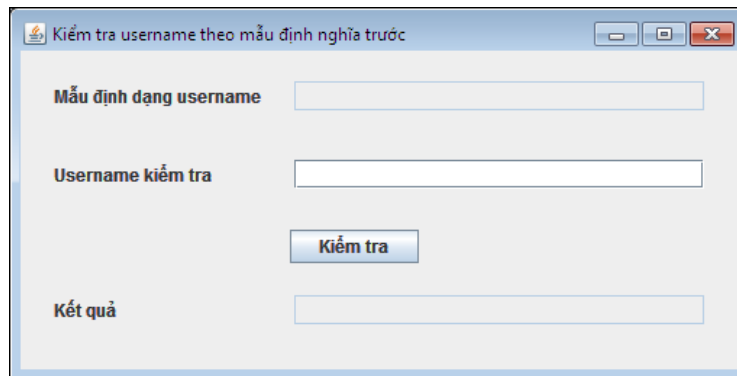 Kiểm tra username theo mẫu định nghĩa trước
Mẫu định dạng username
Username kiểm tra
Kiểm tra
Kết quả